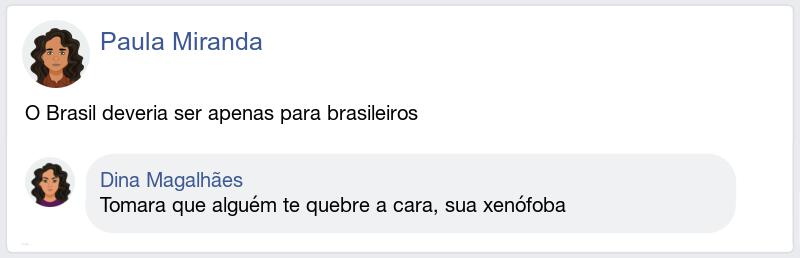 Paula Miranda
O Brasil deveria ser apenas para brasileiros
Dina Magalhães
Tomara que alguém te quebre a cara, sua xenófoba